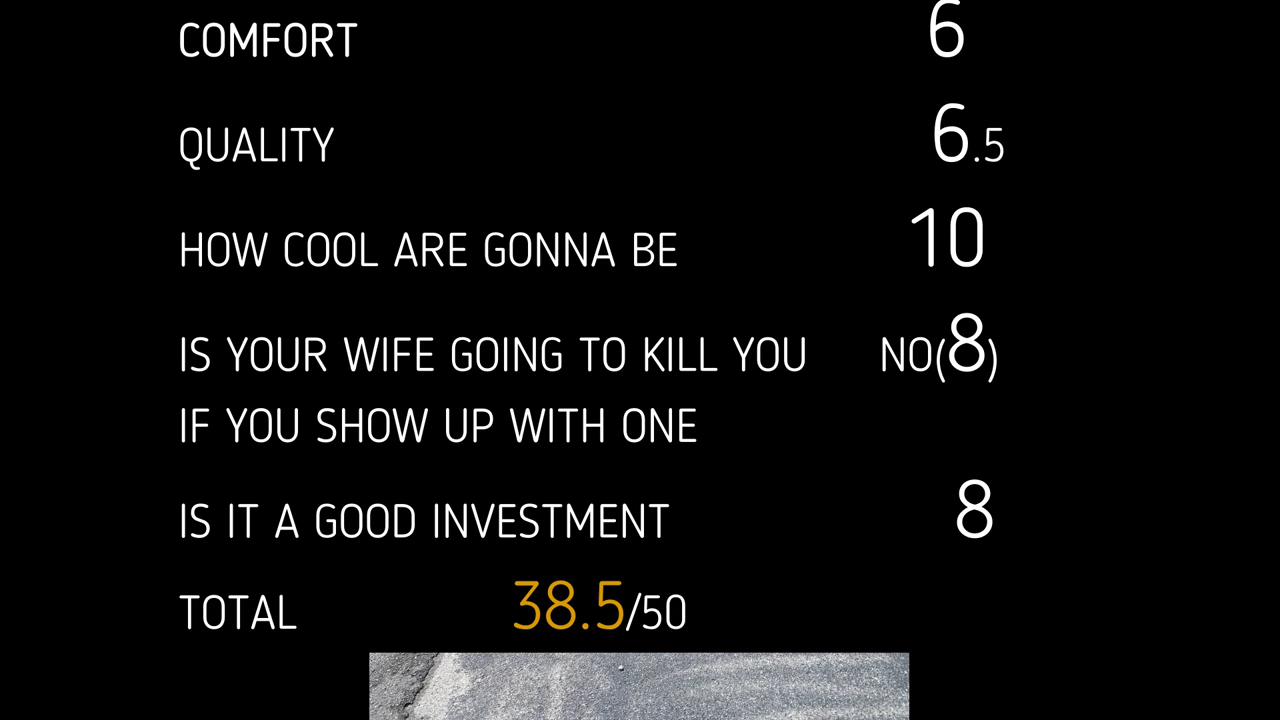 COMFORT 6
QUALITY 6.5
HOW COOL ARE GONNA BE 10
IS YOUR WIFE GOING TO KILL YOU NO(8)
IF YOU SHOW UP WITH ONE
IS IT A GOOD INVESTMENT 8
TOTAL 38.5/50